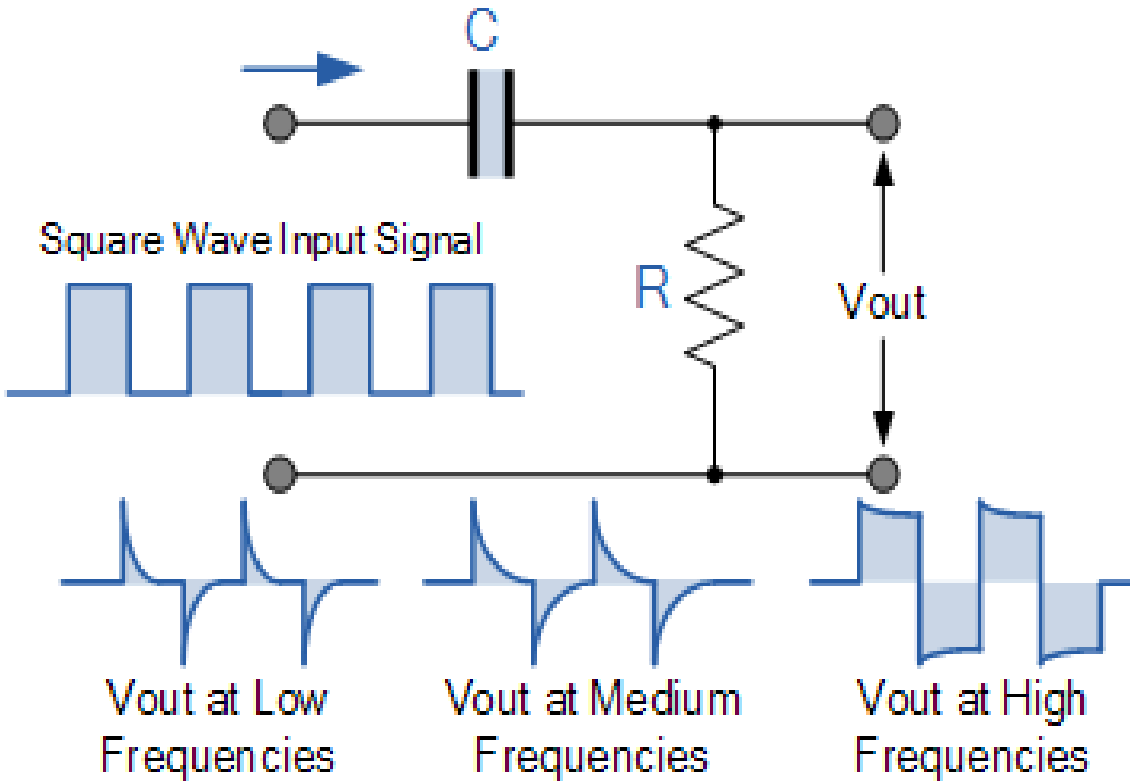 C
Square Wave Input Signal
R
Vout
Vout at Low
Frequencies
Vout at Medium
Frequencies
Vout at High
Frequencies